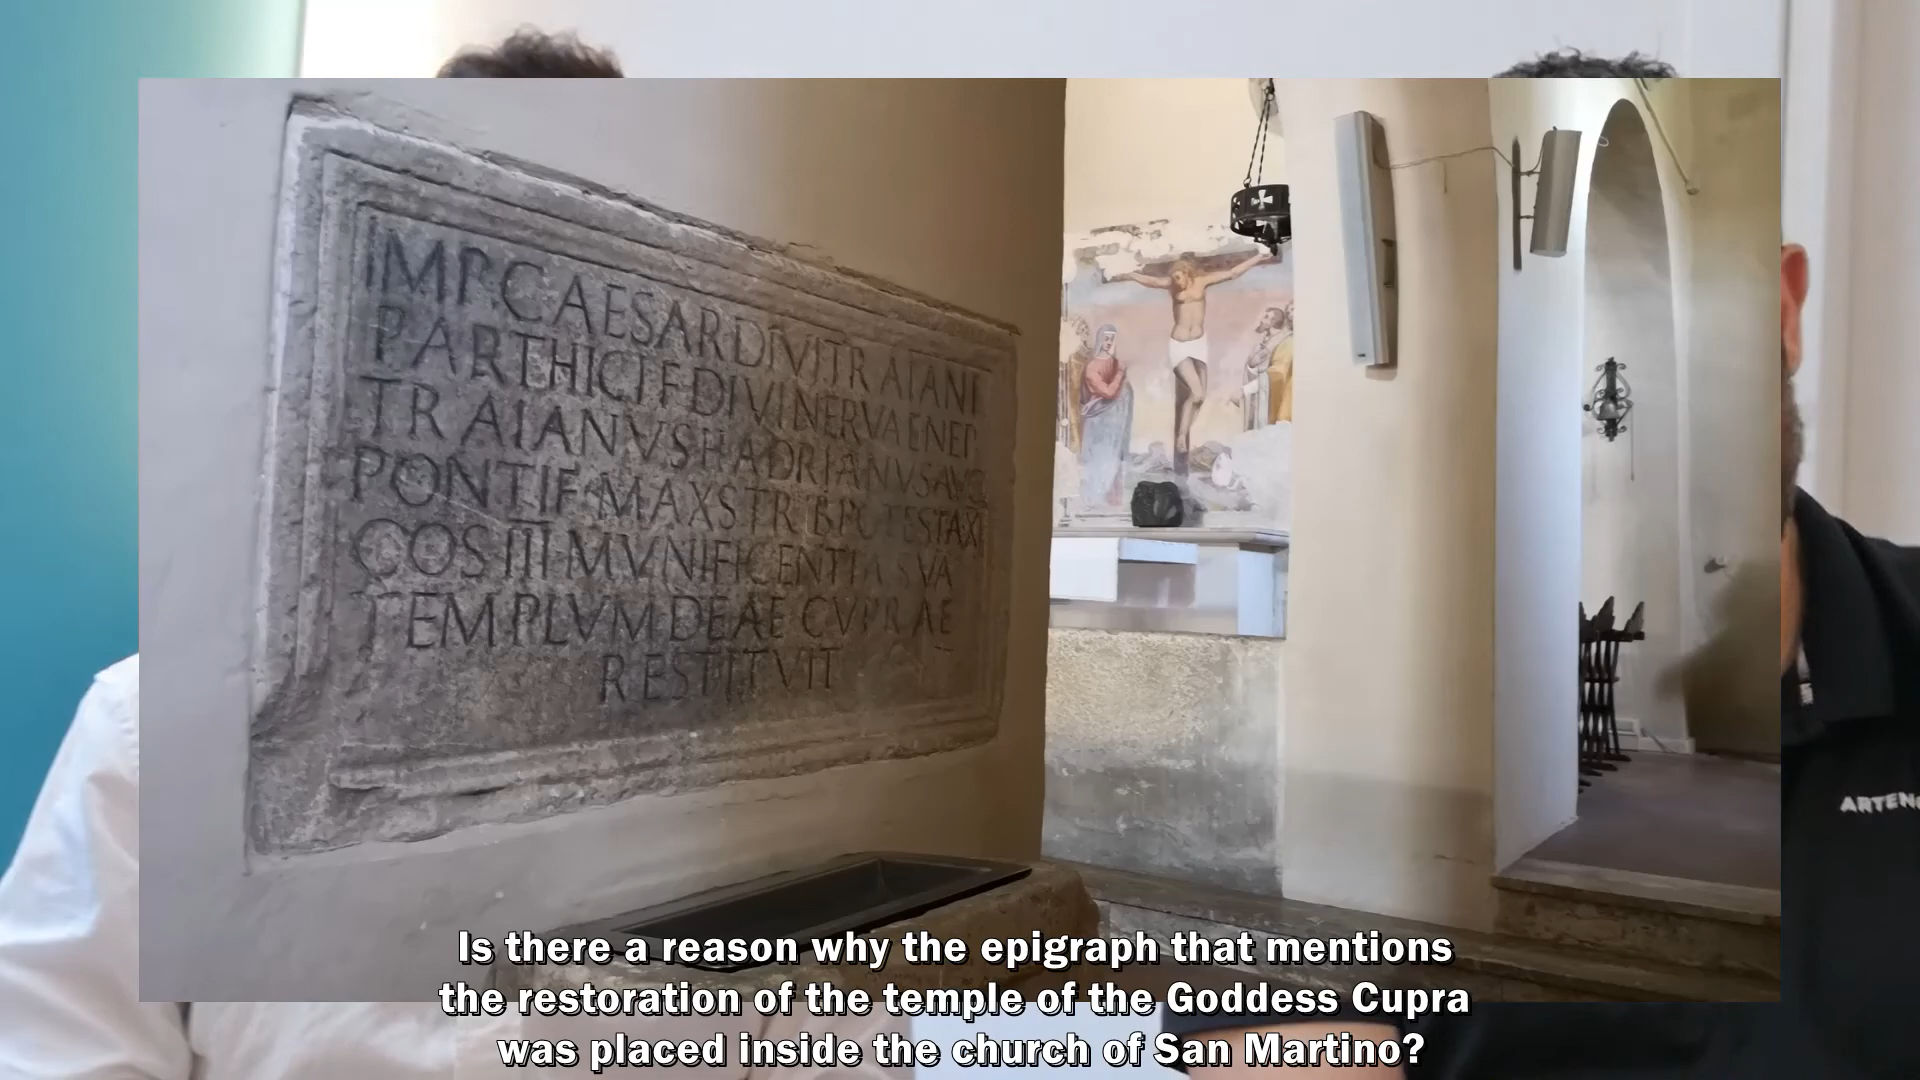 IMP·CAESAR DIVI TRAIANI
PARTHICI F·DIVI NERVAE NEP
TRAIANVS HADRIANVS AVG
PONTIF·MAXS TRIB POTESTA XI
COS III MVNIFICENTIA SVA
TEMPLVM DEAE CVPRAE
RESTITVIT
Is there a reason why the epigraph that mentions
the restoration of the temple of the Goddess Cupra
was placed inside the church of San Martino?